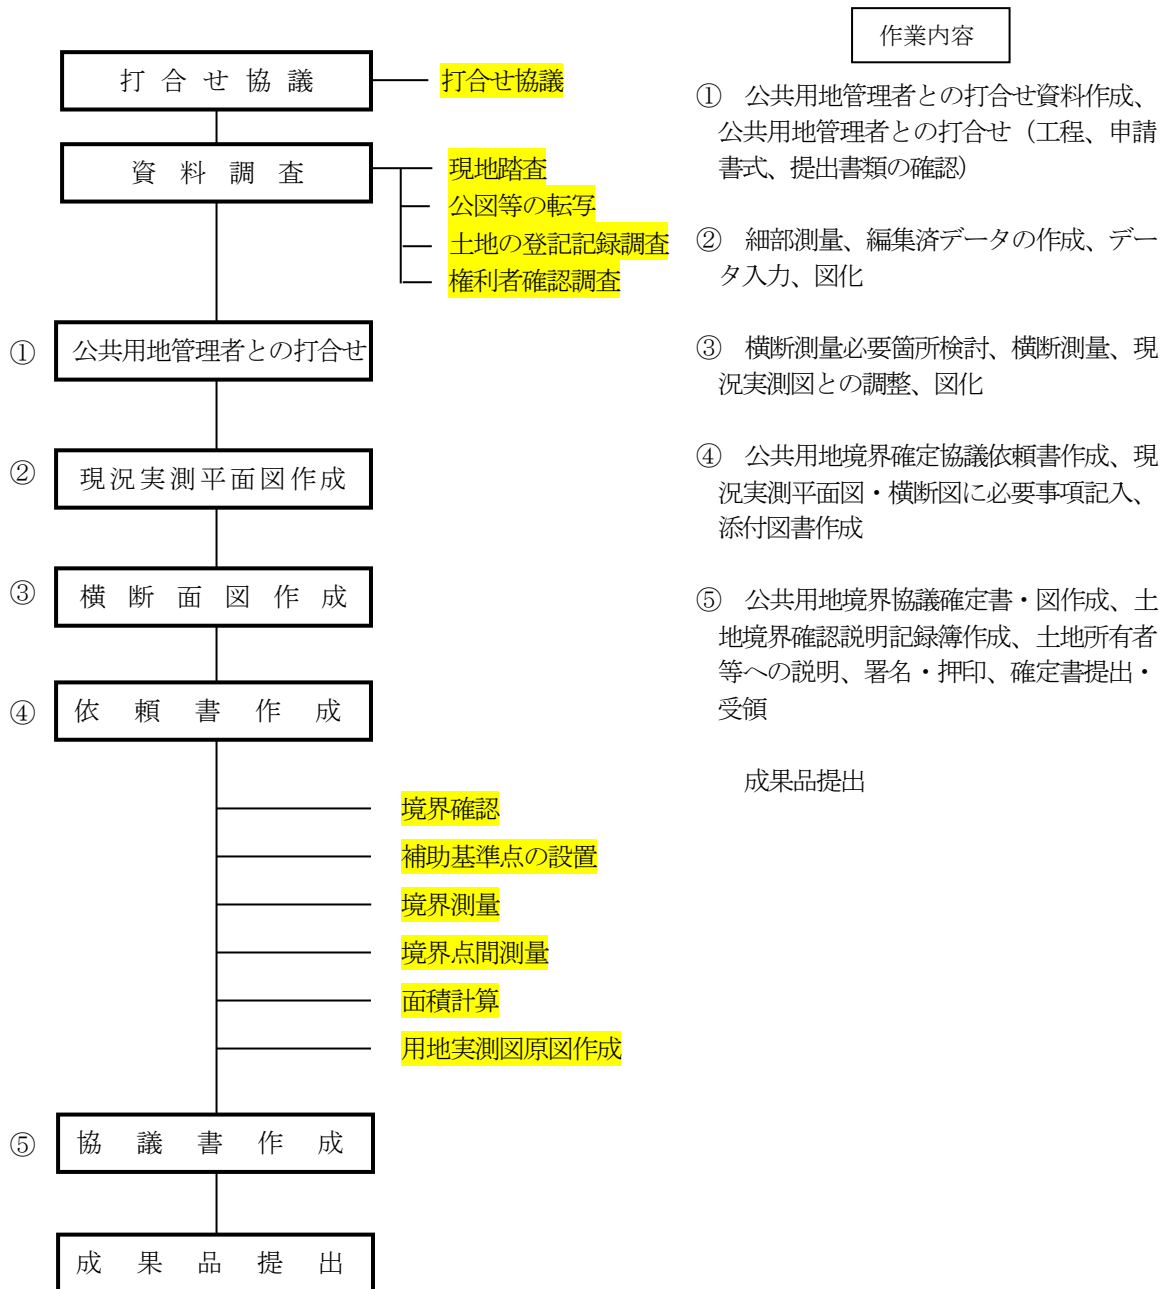 打合せ協議
打合せ協議
資料調査
現地踏査
公図等の転写
土地の登記記録調査
権利者確認調査
① 公共用地管理者との打合せ
② 現況実測平面図作成
③ 横断面図作成
④ 依頼書作成
境界確認
補助基準点の設置
境界測量
境界点間測量
面積計算
用地実測図原図作成
⑤ 協議書作成
成果品提出
作業内容
① 公共用地管理者との打合せ資料作成、
公共用地管理者との打合せ（工程、申請
書式、提出書類の確認）
② 細部測量、編集済データの作成、デー
タ入力、図化
③ 横断測量必要箇所検討、横断測量、現
況実測図との調整、図化
④ 公共用地境界確定協議依頼書作成、現
況実測平面図・横断図に必要事項記入、
添付図書作成
⑤ 公共用地境界協議確定書・図作成、土
地境界確認説明記録簿作成、土地所有者
等への説明、署名・押印、確定書提出・
受領
成果品提出